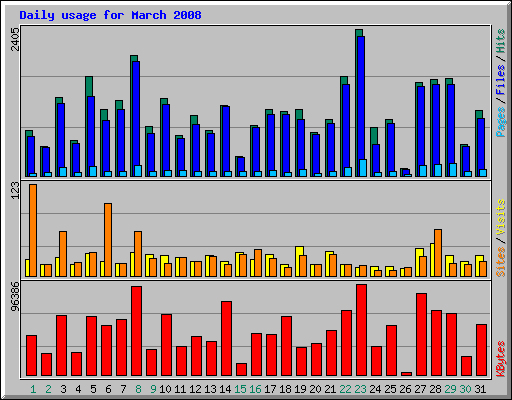 Daily usage for March 2008
2405
Pages / Files / Hits
123
Sites / Visits
96386
KBytes
1 2 3 4 5 6 7 8 9 10 11 12 13 14 15 16 17 18 19 20 21 22 23 24 25 26 27 28 29 30 31